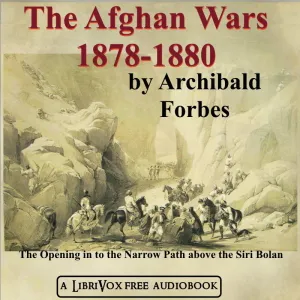 The Afghan Wars
1878-1880
by Archibald
Forbes
The Opening in to the Narrow Path above the Siri Bolan
A LIBRIVOX FREE AUDIOBOOK